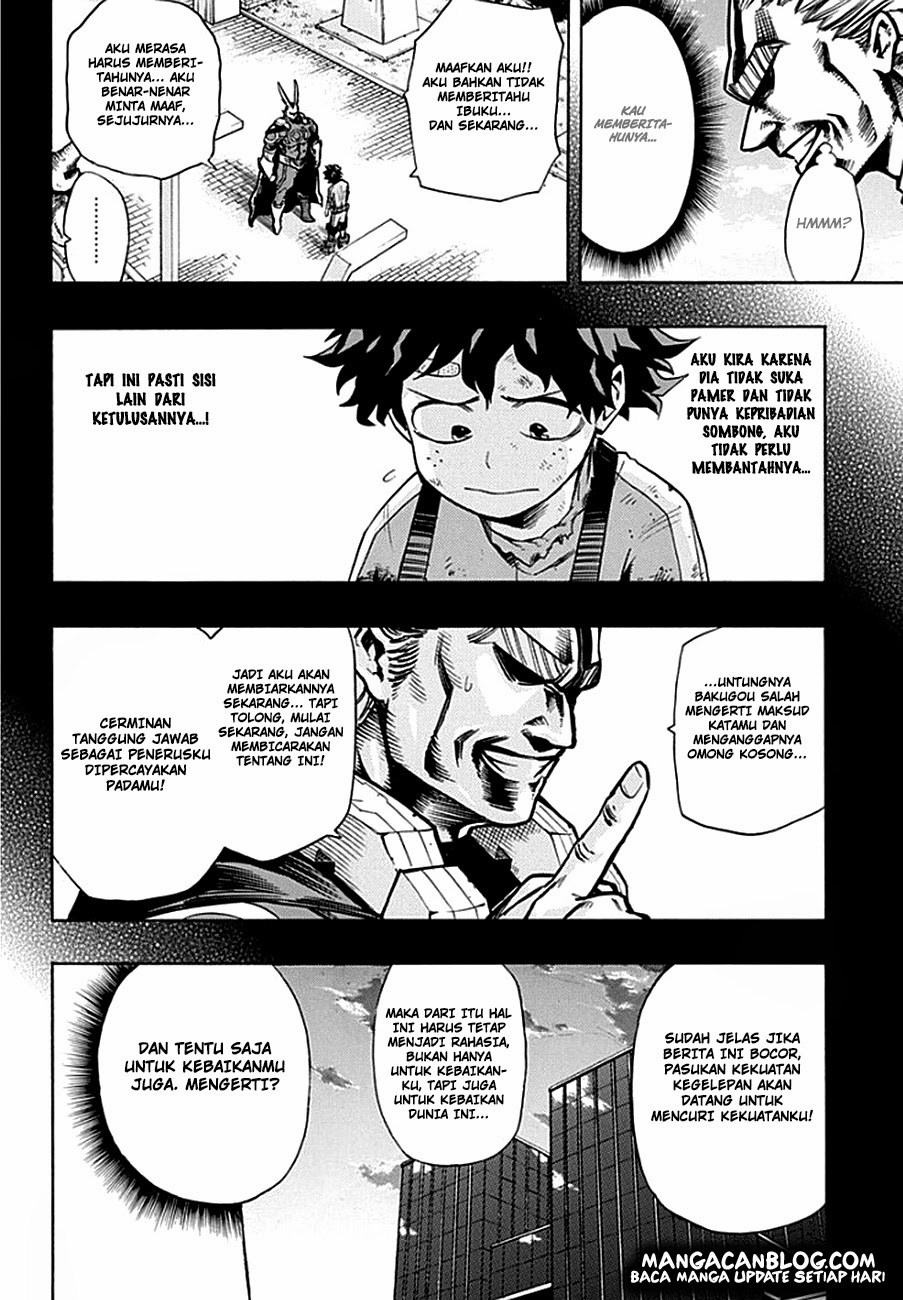 KAU
MEMBERITA-
HUNYA...
HMMM?
MAAFKAN AKU!!
AKU BAHKAN TIDAK
MEMBERITAHU
IBUKU...
DAN SEKARANG...
AKU MERASA
HARUS MEMBERI-
TAHUNYA... AKU
BENAR-NENAR
MINTA MAAF,
SEJUJURNYA...
........
AKU KIRA KARENA
DIA TIDAK SUKA
PAMER DAN TIDAK
PUNYA KEPRIBADIAN
SOMBONG, AKU
TIDAK PERLU
MEMBANTAHNYA...
TAPI INI PASTI SISI
LAIN DARI
KETULUSANNYA...!
...UNTUNGNYA
BAKUGOU SALAH
MENGERTI MAKSUD
KATAMU DAN
MENGANGGAPNYA
OMONG KOSONG...
JADI AKU AKAN
MEMBIARKANNYA
SEKARANG... TAPI
TOLONG, MULAI
SEKARANG, JANGAN
MEMBICARAKAN
TENTANG INI!
CERMINAN
TANGGUNG JAWAB
SEBAGAI PENERUSKU
DIPERCAYAKAN
PADAMU!
SUDAH JELAS JIKA
BERITA INI BOCOR,
PASUKAN KEKUATAN
KEGELEPAN AKAN
DATANG UNTUK
MENCURI KEKUATANKU!
MAKA DARI ITU HAL
INI HARUS TETAP
MENJADI RAHASIA,
BUKAN HANYA
UNTUK KEBAIKAN-
KU, TAPI JUGA
UNTUK KEBAIKAN
DUNIA INI...
DAN TENTU SAJA
UNTUK KEBAIKANMU
JUGA. MENGERTI?
MANGACANBLOG.COM
BACA MANGA UPDATE SETIAP HARI